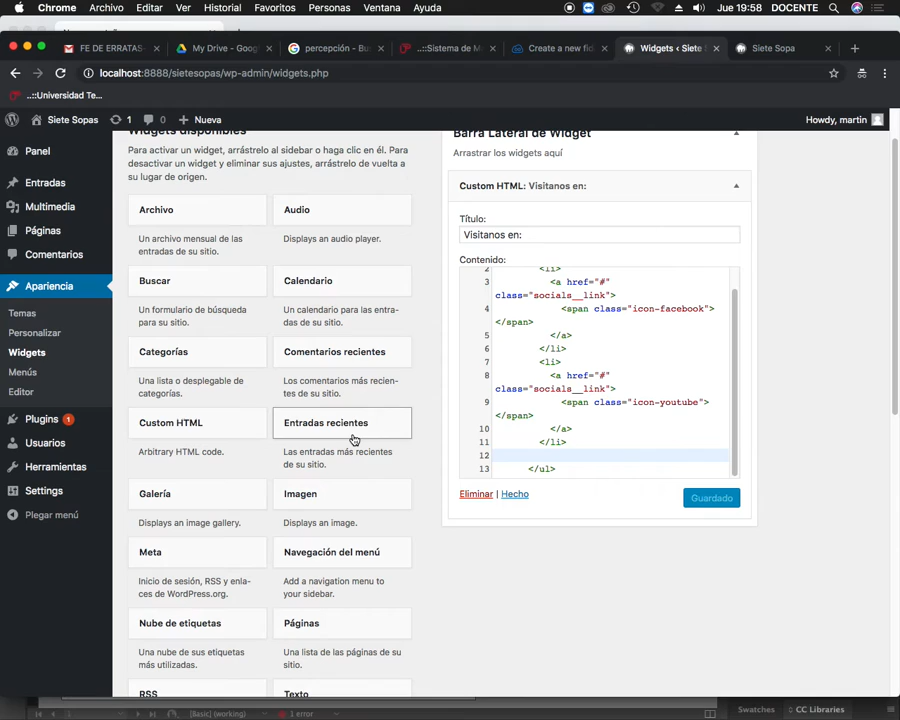 Chrome Archivo Editar Ver Historial Favoritos Personas Ventana Ayuda Jue 19:58 DOCENTE
FE DE ERRATAS- My Drive - Goog percepción - Bus ..::Sistema de M Create a new fid Widgets ‹ Siete S Siete Sopa
localhost:8888/sietesopas/wp-admin/widgets.php
..::Universidad Te...
Siete Sopas 1 0 Nueva Howdy, martin
Panel
Entradas
Multimedia
Páginas
Comentarios
Apariencia
Temas
Personalizar
Widgets
Menús
Editor
Plugins 1
Usuarios
Herramientas
Settings
Plegar menú
Widgets disponibles
Para activar un widget, arrástrelo al sidebar o haga clic en él. Para
desactivar un widget y eliminar sus ajustes, arrástrelo de vuelta a
su lugar de origen.
Archivo Audio
Un archivo mensual de las Displays an audio player.
entradas de su sitio.
Buscar Calendario
Un formulario de búsqueda Un calendario para las entra-
para su sitio. das de su sitio.
Categorías Comentarios recientes
Una lista o desplegable de Los comentarios más recien-
categorías. tes de su sitio.
Custom HTML Entradas recientes
Arbitrary HTML code. Las entradas más recientes
de su sitio.
Galería Imagen
Displays an image gallery. Displays an image.
Meta Navegación del menú
Inicio de sesión, RSS y enla- Add a navigation menu to
ces de WordPress.org. your sidebar.
Nube de etiquetas Páginas
Una nube de sus etiquetas Una lista de las páginas de su
más utilizadas. sitio.
RSS Texto
Barra Lateral de Widget
Arrastrar los widgets aquí
Custom HTML: Visitanos en:
Título:
Visitanos en:
Contenido:
2 <li>
3 <a href="#"
class="socials__link">
4 <span class="icon-facebook">
</span>
5 </a>
6 </li>
7 <li>
8 <a href="#"
class="socials__link">
9 <span class="icon-youtube">
</span>
10 </a>
11 </li>
12
13 </ul>
Eliminar | Hecho Guardado
[Basic] (working) 1 error Swatches CC Libraries